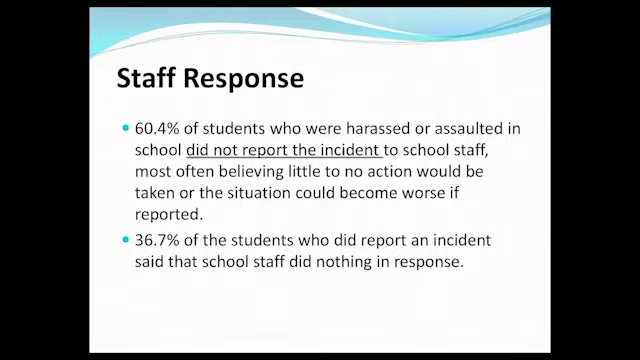 Staff Response
• 60.4% of students who were harassed or assaulted in
school did not report the incident to school staff,
most often believing little to no action would be
taken or the situation could become worse if
reported.
• 36.7% of the students who did report an incident
said that school staff did nothing in response.